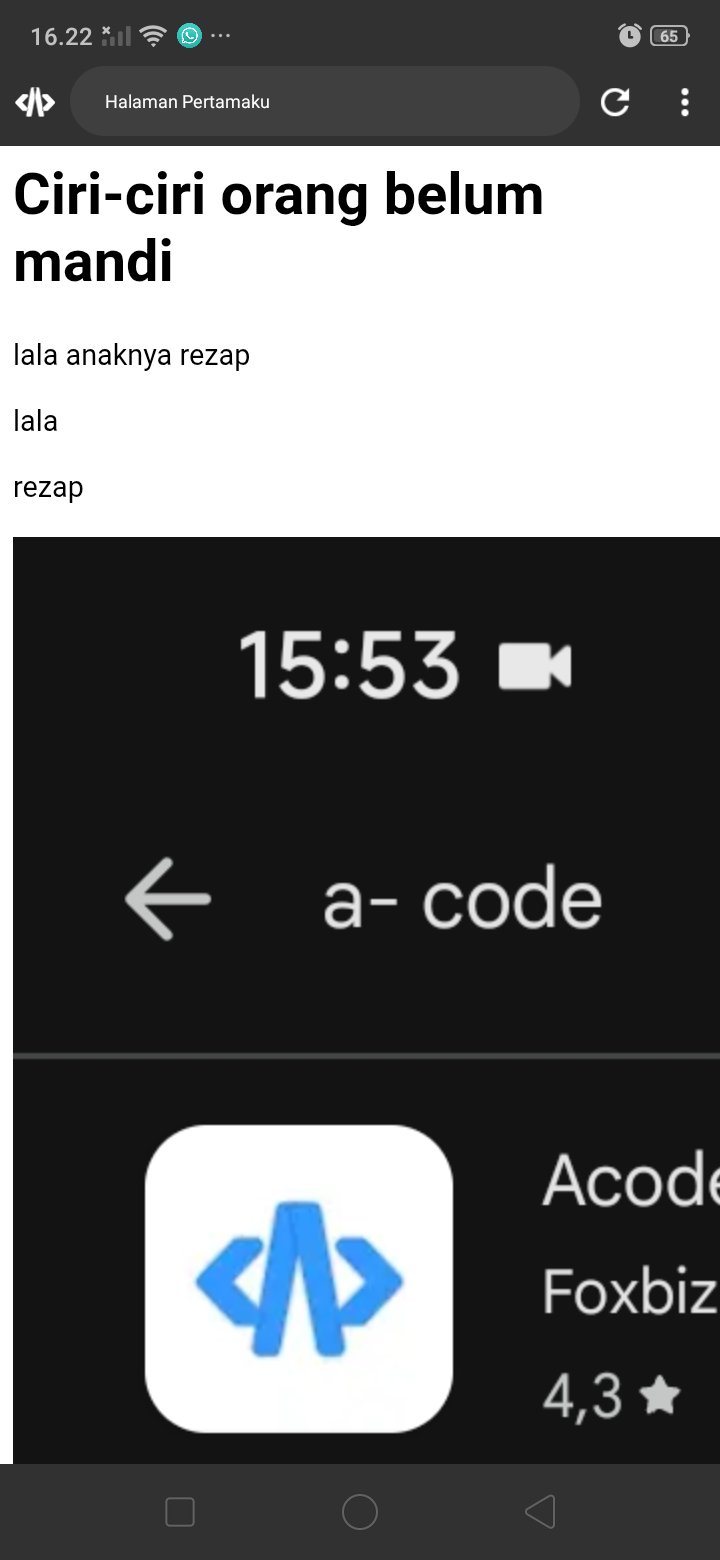 16.22
65
Halaman Pertamaku
Ciri-ciri orang belum
mandi
lala anaknya rezap
lala
rezap
15:53
a- code
Acode
Foxbiz
4,3